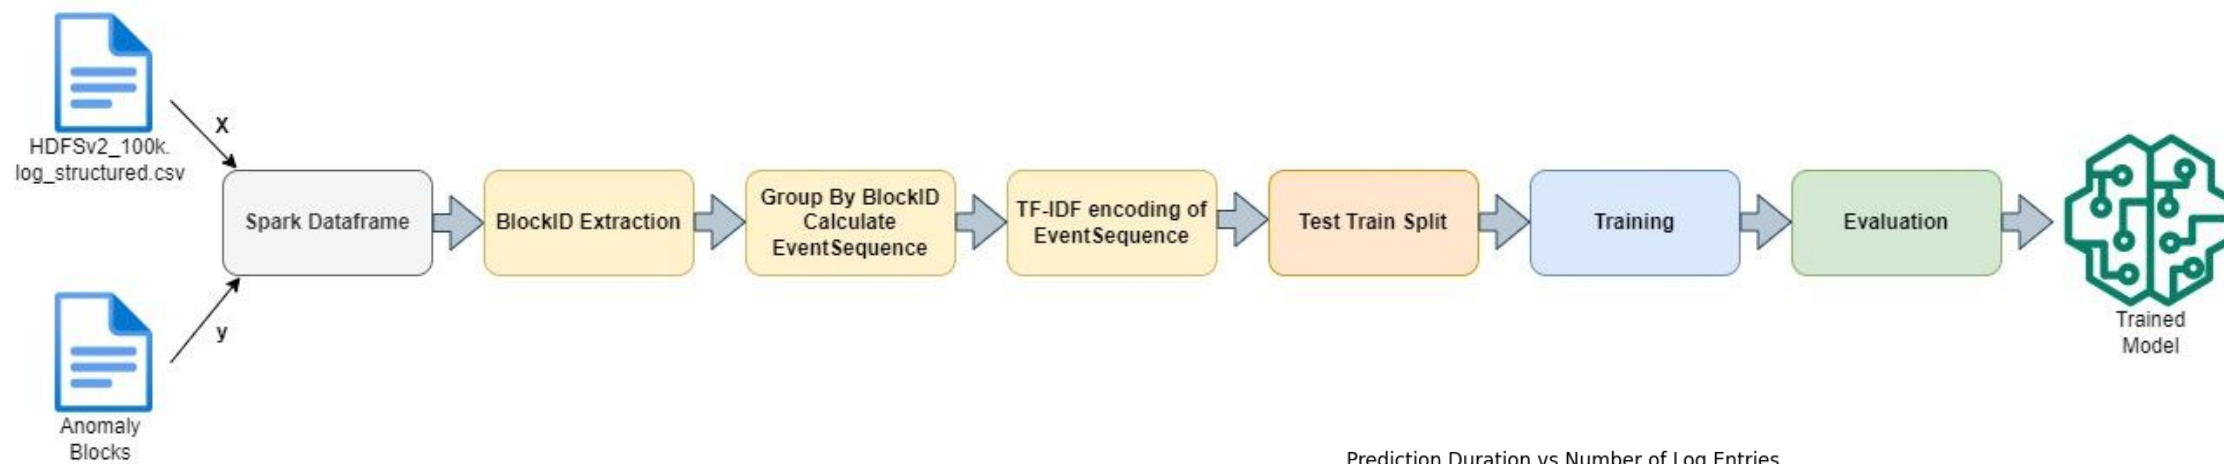 HDFSv2_100k.
log_structured.csv
X
Spark Dataframe
BlockID Extraction
Group By BlockID
Calculate
EventSequence
TF-IDF encoding of
EventSequence
Test Train Split
Training
Evaluation
Trained
Model
y
Anomaly
Blocks
Prediction Duration vs Number of Log Entries